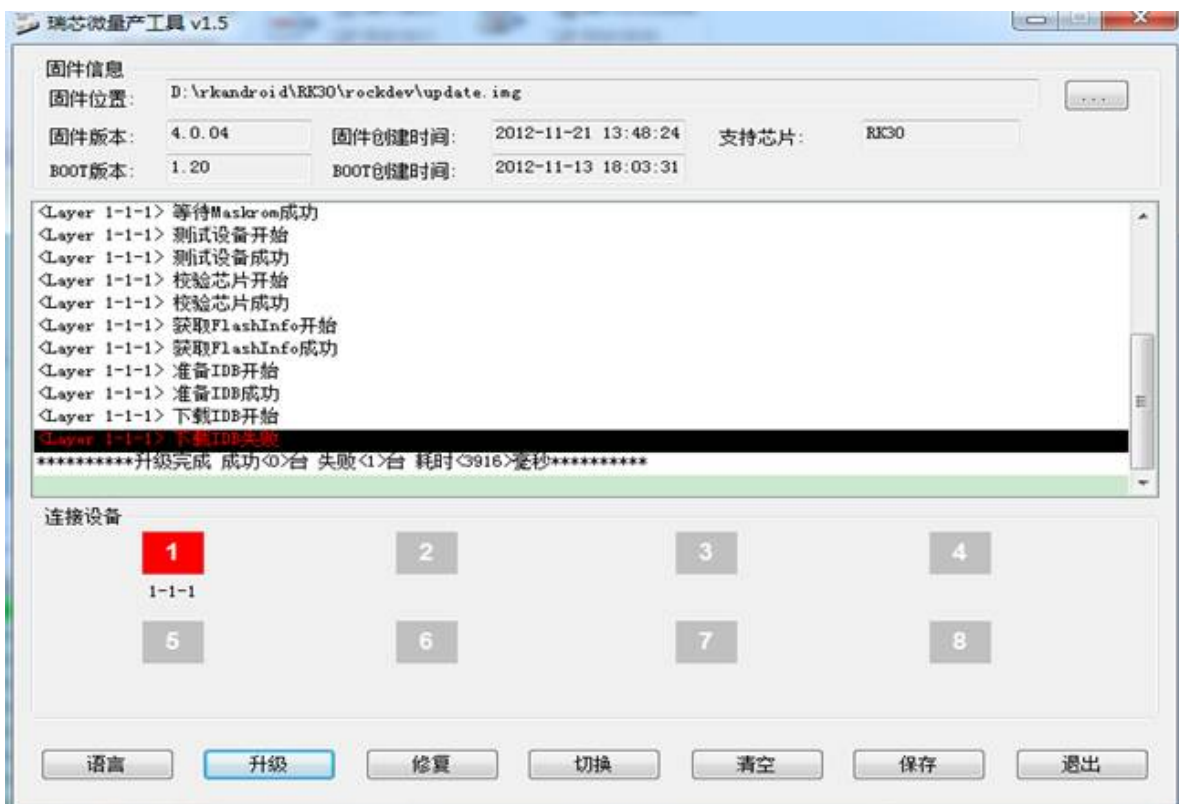 瑞芯微量产工具 v1.5
固件信息
固件位置: D:\rkandroid\RK30\rockdev\update.img ...
固件版本: 4.0.04 固件创建时间: 2012-11-21 13:48:24 支持芯片: RK30
BOOT版本: 1.20 BOOT创建时间: 2012-11-13 18:03:31
<Layer 1-1-1> 等待Maskrom成功
<Layer 1-1-1> 测试设备开始
<Layer 1-1-1> 测试设备成功
<Layer 1-1-1> 校验芯片开始
<Layer 1-1-1> 校验芯片成功
<Layer 1-1-1> 获取FlashInfo开始
<Layer 1-1-1> 获取FlashInfo成功
<Layer 1-1-1> 准备IDB开始
<Layer 1-1-1> 准备IDB成功
<Layer 1-1-1> 下载IDB开始
<Layer 1-1-1> 下载IDB失败
**********升级完成 成功<0>台 失败<1>台 耗时<3916>毫秒**********
连接设备
1 2 3 4
1-1-1
5 6 7 8
语言 升级 修复 切换 清空 保存 退出